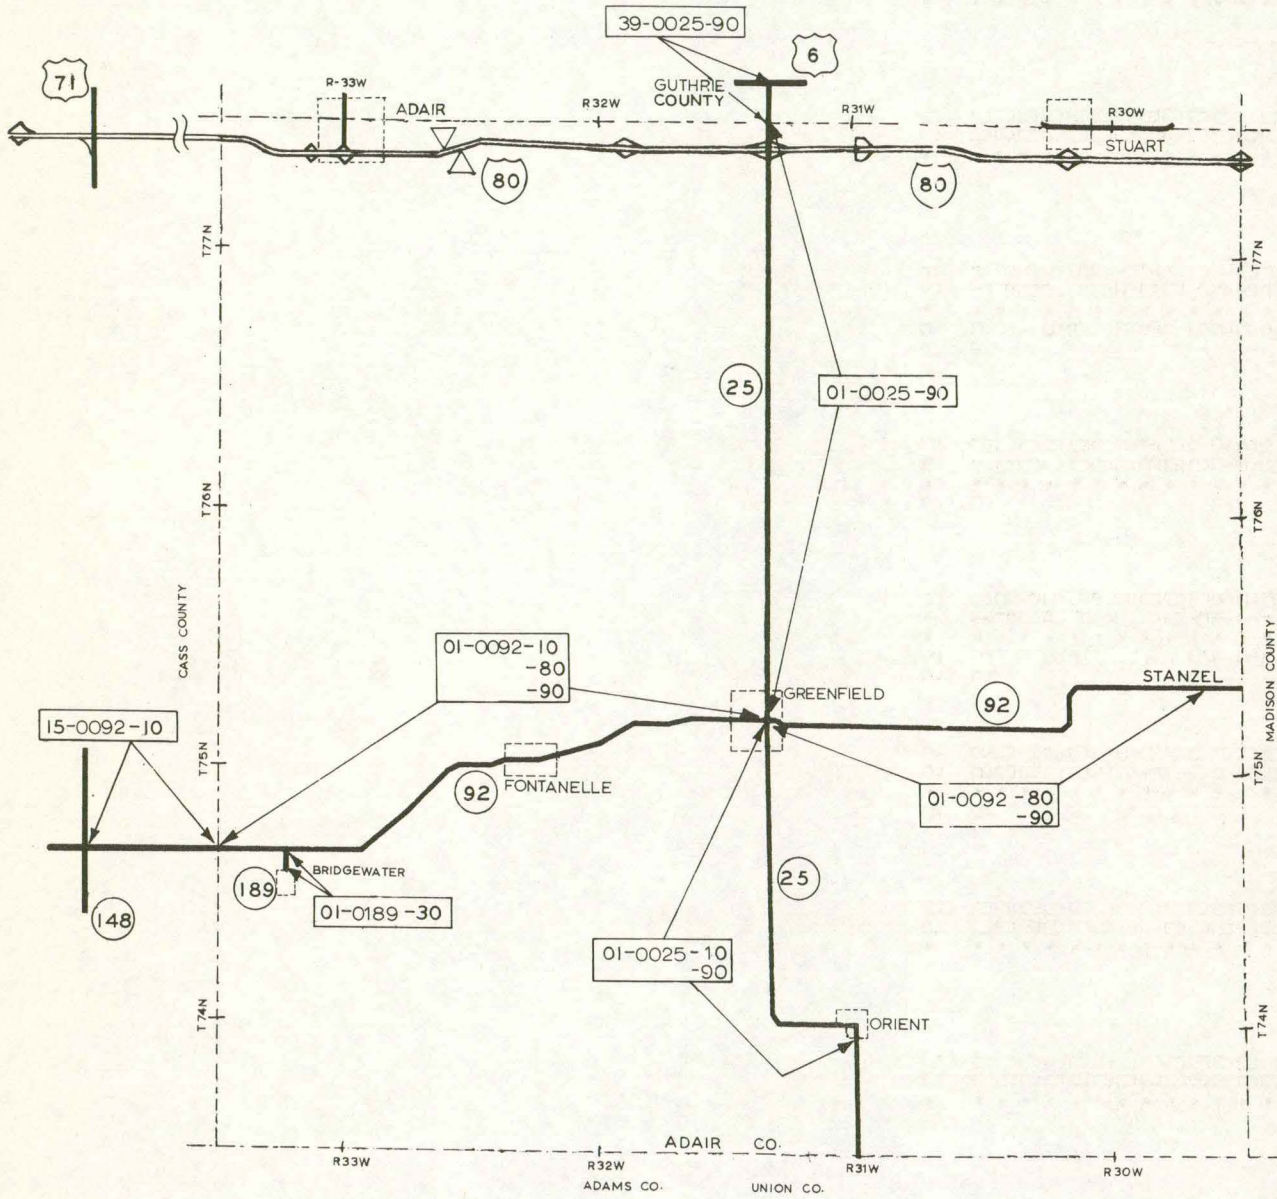 39-0025-90
6
71
R-33W
ADAIR
R32W
GUTHRIE
COUNTY
R31W
R30W
STUART
80
80
T77N
T77N
25
01-0025-90
T76N
T76N
CASS COUNTY
MADISON COUNTY
01-0092-10
-80
-90
STANZEL
GREENFIELD
92
15-0092-10
T75N
T75N
92
FONTANELLE
01-0092-80
-90
BRIDGEWATER
189
25
148
01-0189-30
01-0025-10
-90
T74N
T74N
ORIENT
ADAIR CO.
R33W
R32W
R31W
R30W
ADAMS CO.
UNION CO.